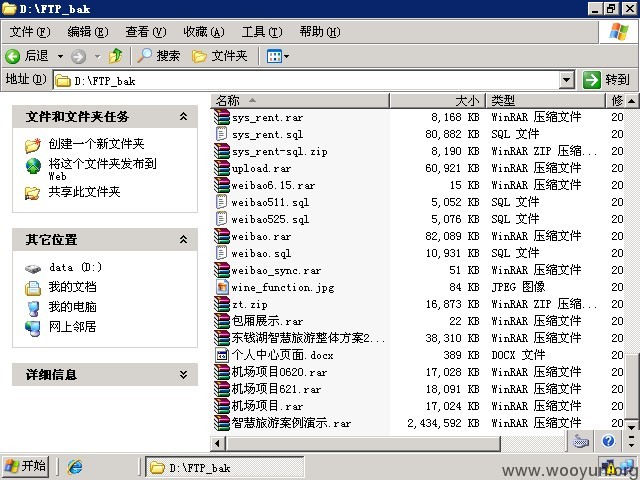 D:\FTP_bak
文件(F) 编辑(E) 查看(V) 收藏(A) 工具(T) 帮助(H)
后退 搜索 文件夹
地址(D) D:\FTP_bak 转到
文件和文件夹任务
创建一个新文件夹
将这个文件夹发布到
Web
共享此文件夹
其它位置
data (D:)
我的文档
我的电脑
网上邻居
详细信息
名称 大小 类型 修
sys_rent.rar 8,168 KB WinRAR 压缩文件 20
sys_rent.sql 80,882 KB SQL 文件 20
sys_rent-sql.zip 8,190 KB WinRAR ZIP 压缩... 20
upload.rar 60,921 KB WinRAR 压缩文件 20
weibao6.15.rar 15 KB WinRAR 压缩文件 20
weibao511.sql 5,052 KB SQL 文件 20
weibao525.sql 5,076 KB SQL 文件 20
weibao.rar 82,089 KB WinRAR 压缩文件 20
weibao.sql 10,931 KB SQL 文件 20
weibao_sync.rar 51 KB WinRAR 压缩文件 20
wine_function.jpg 84 KB JPEG 图像 20
zt.zip 16,873 KB WinRAR ZIP 压缩... 20
包厢展示.rar 22 KB WinRAR 压缩文件 20
东钱湖智慧旅游整体方案2... 38,310 KB WinRAR 压缩文件 20
个人中心页面.docx 389 KB DOCX 文件 20
机场项目0620.rar 17,028 KB WinRAR 压缩文件 20
机场项目621.rar 18,091 KB WinRAR 压缩文件 20
机场项目.rar 17,024 KB WinRAR 压缩文件 20
智慧旅游案例演示.rar 2,434,592 KB WinRAR 压缩文件 20
开始 D:\FTP_bak
www.wooyun.org